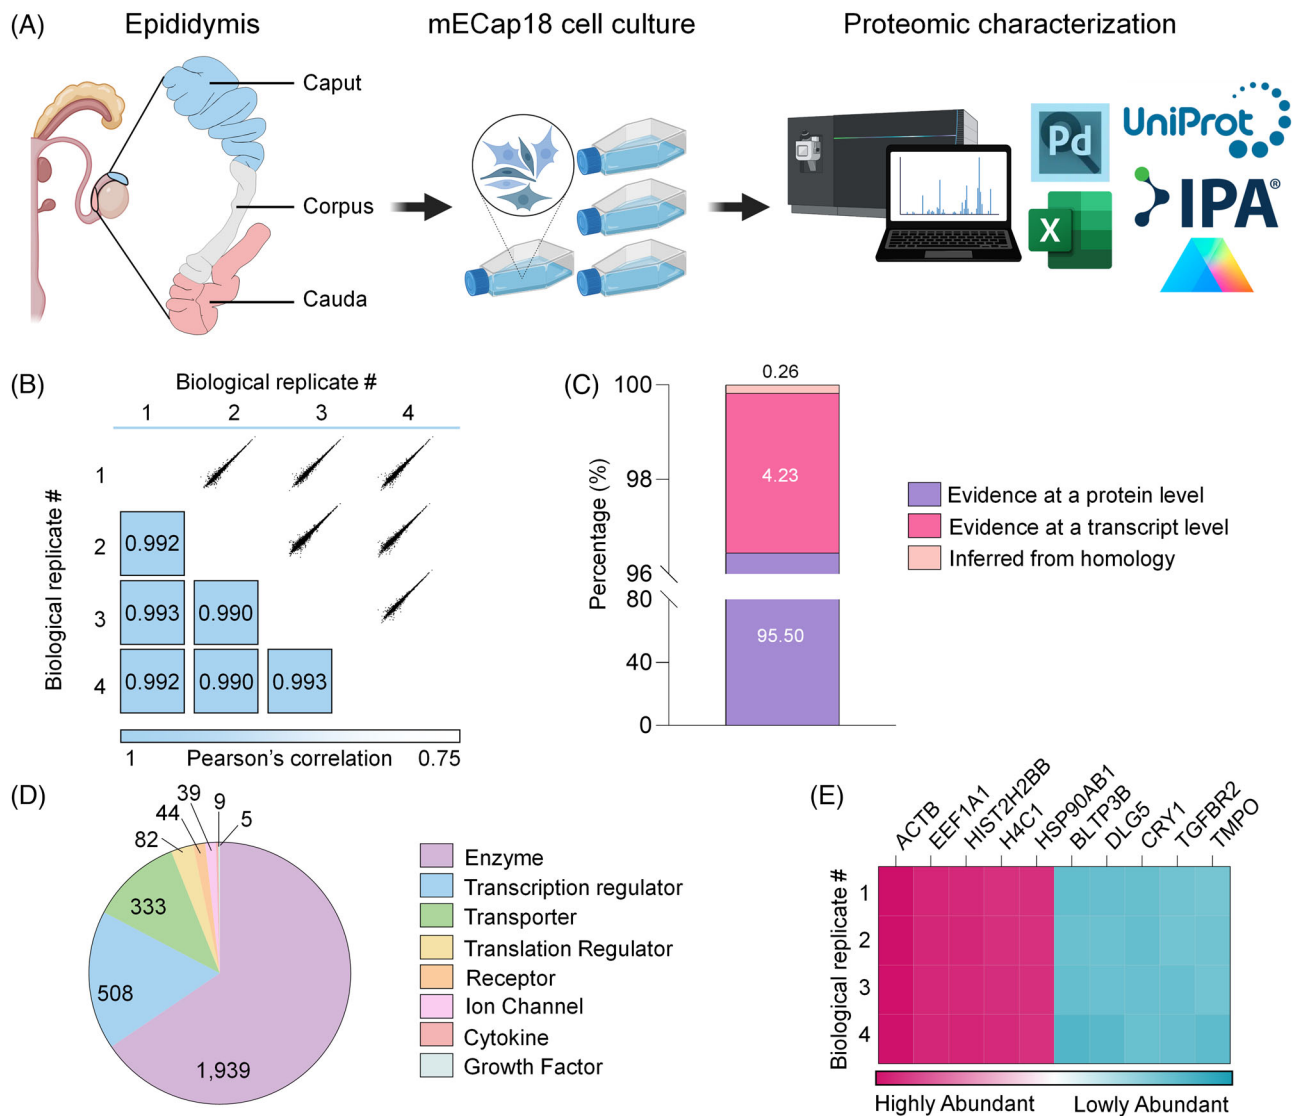 (A) Epididymis mECap18 cell culture Proteomic characterization
Caput
Corpus
Cauda
Pd
UniProt
X
IPA®
(B) Biological replicate #
1 2 3 4
Biological replicate #
1
2 0.992
3 0.993 0.990
4 0.992 0.990 0.993
1 Pearson's correlation 0.75
(C)
Percentage (%)
100
98
96
80
40
0
0.26
4.23
95.50
Evidence at a protein level
Evidence at a transcript level
Inferred from homology
(D)
1,939
508
333
82
44
39
9
5
Enzyme
Transcription regulator
Transporter
Translation Regulator
Receptor
Ion Channel
Cytokine
Growth Factor
(E)
ACTB EEF1A1 HIST2H2BB H4C1 HSP90AB1 BLTP3B DLG5 CRY1 TGFBR2 TMPO
Biological replicate #
1
2
3
4
Highly Abundant Lowly Abundant